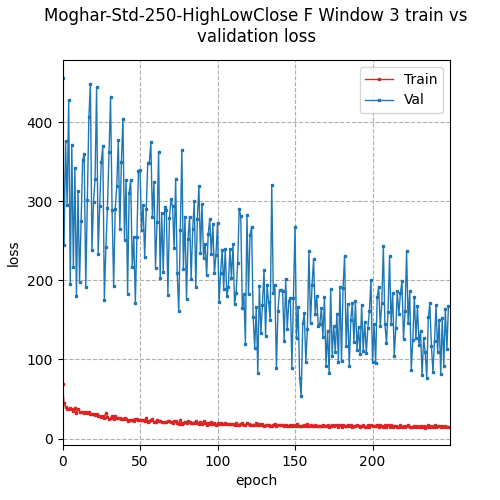 Moghar-Std-250-HighLowClose F Window 3 train vs
validation loss
Train
Val
400
300
200
100
0
loss
0 50 100 150 200
epoch